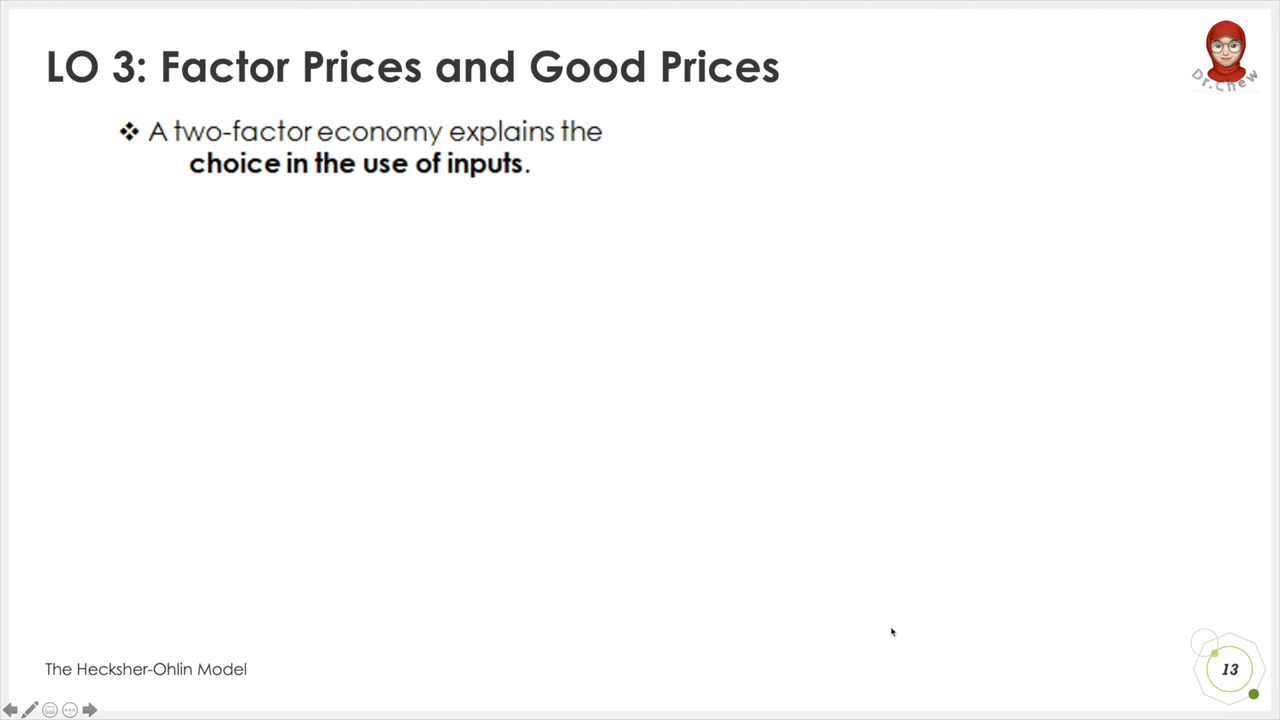 LO 3: Factor Prices and Good Prices
Dr.Chew
❖ A two-factor economy explains the
choice in the use of inputs.
The Hecksher-Ohlin Model
13